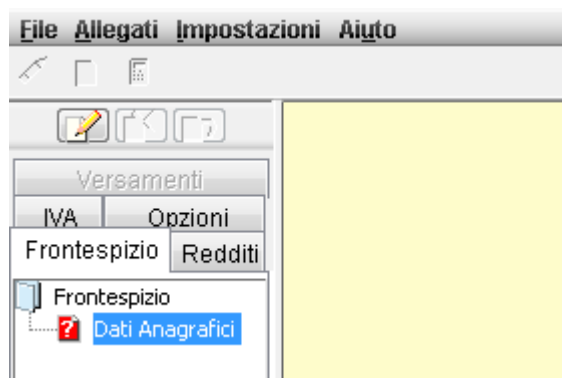 File Allegati Impostazioni Aiuto
Versamenti
IVA Opzioni
Frontespizio Redditi
Frontespizio
? Dati Anagrafici